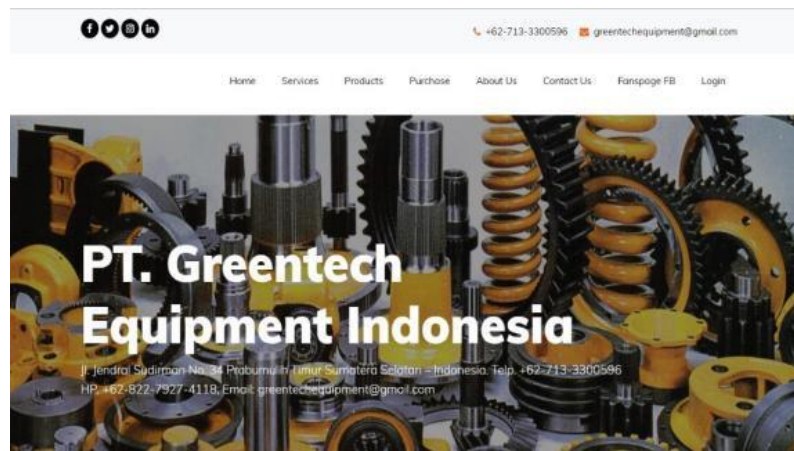 +62-713-3300596 greentechequipment@gmail.com
Home Services Products Purchase About Us Contact Us Fanspage FB Login
PT. Greentech
Equipment Indonesia
Jl. Jendral Sudirman No. 34 Prabumulih Timur Sumatera Selatan – Indonesia. Telp. +62-713-3300596
HP. +62-822-7927-4118, Email: greentechequipment@gmail.com